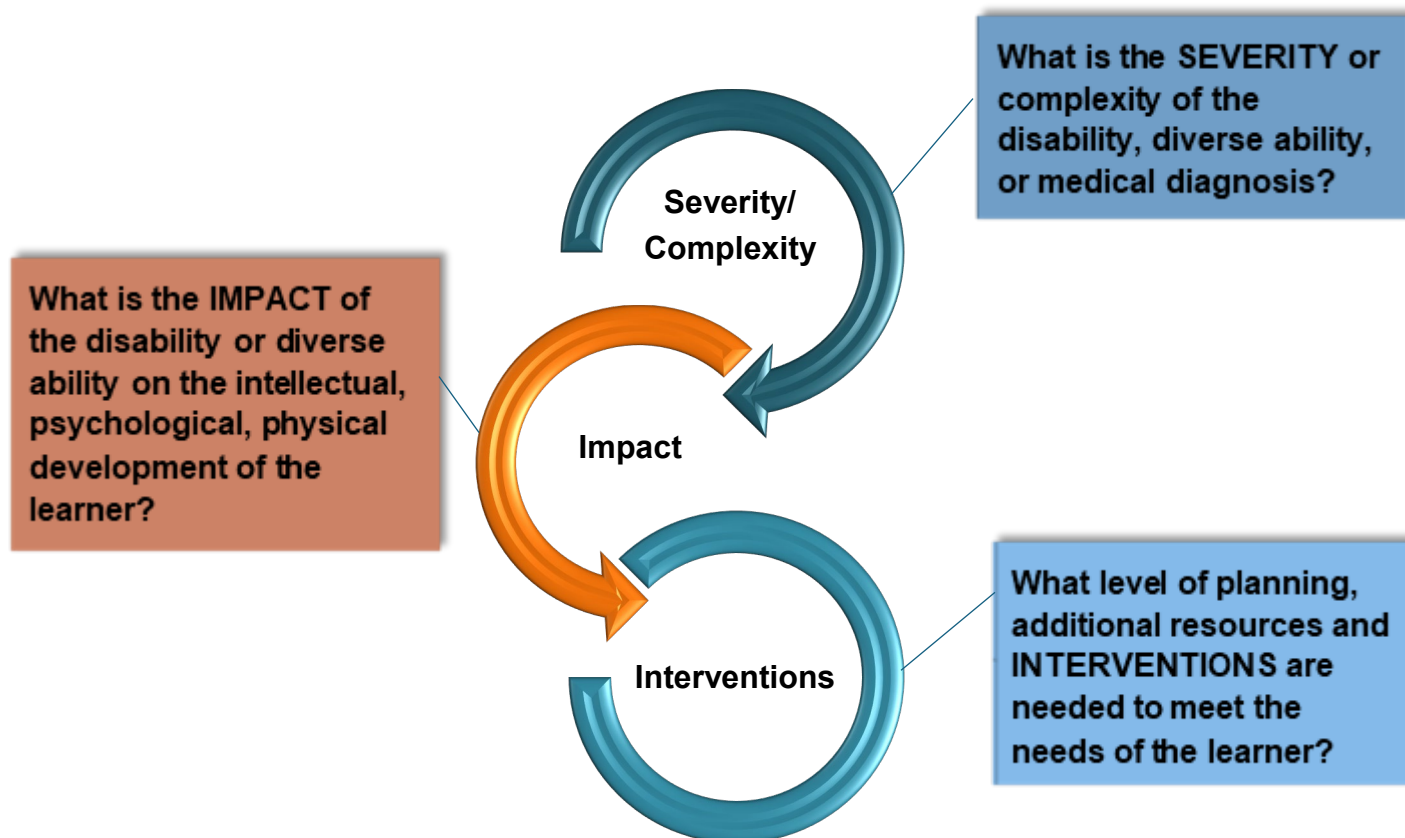 What is the SEVERITY or
complexity of the
disability, diverse ability,
or medical diagnosis?
Severity/
Complexity
What is the IMPACT of
the disability or diverse
ability on the intellectual,
psychological, physical
development of the
learner?
Impact
What level of planning,
additional resources and
INTERVENTIONS are
needed to meet the
needs of the learner?
Interventions